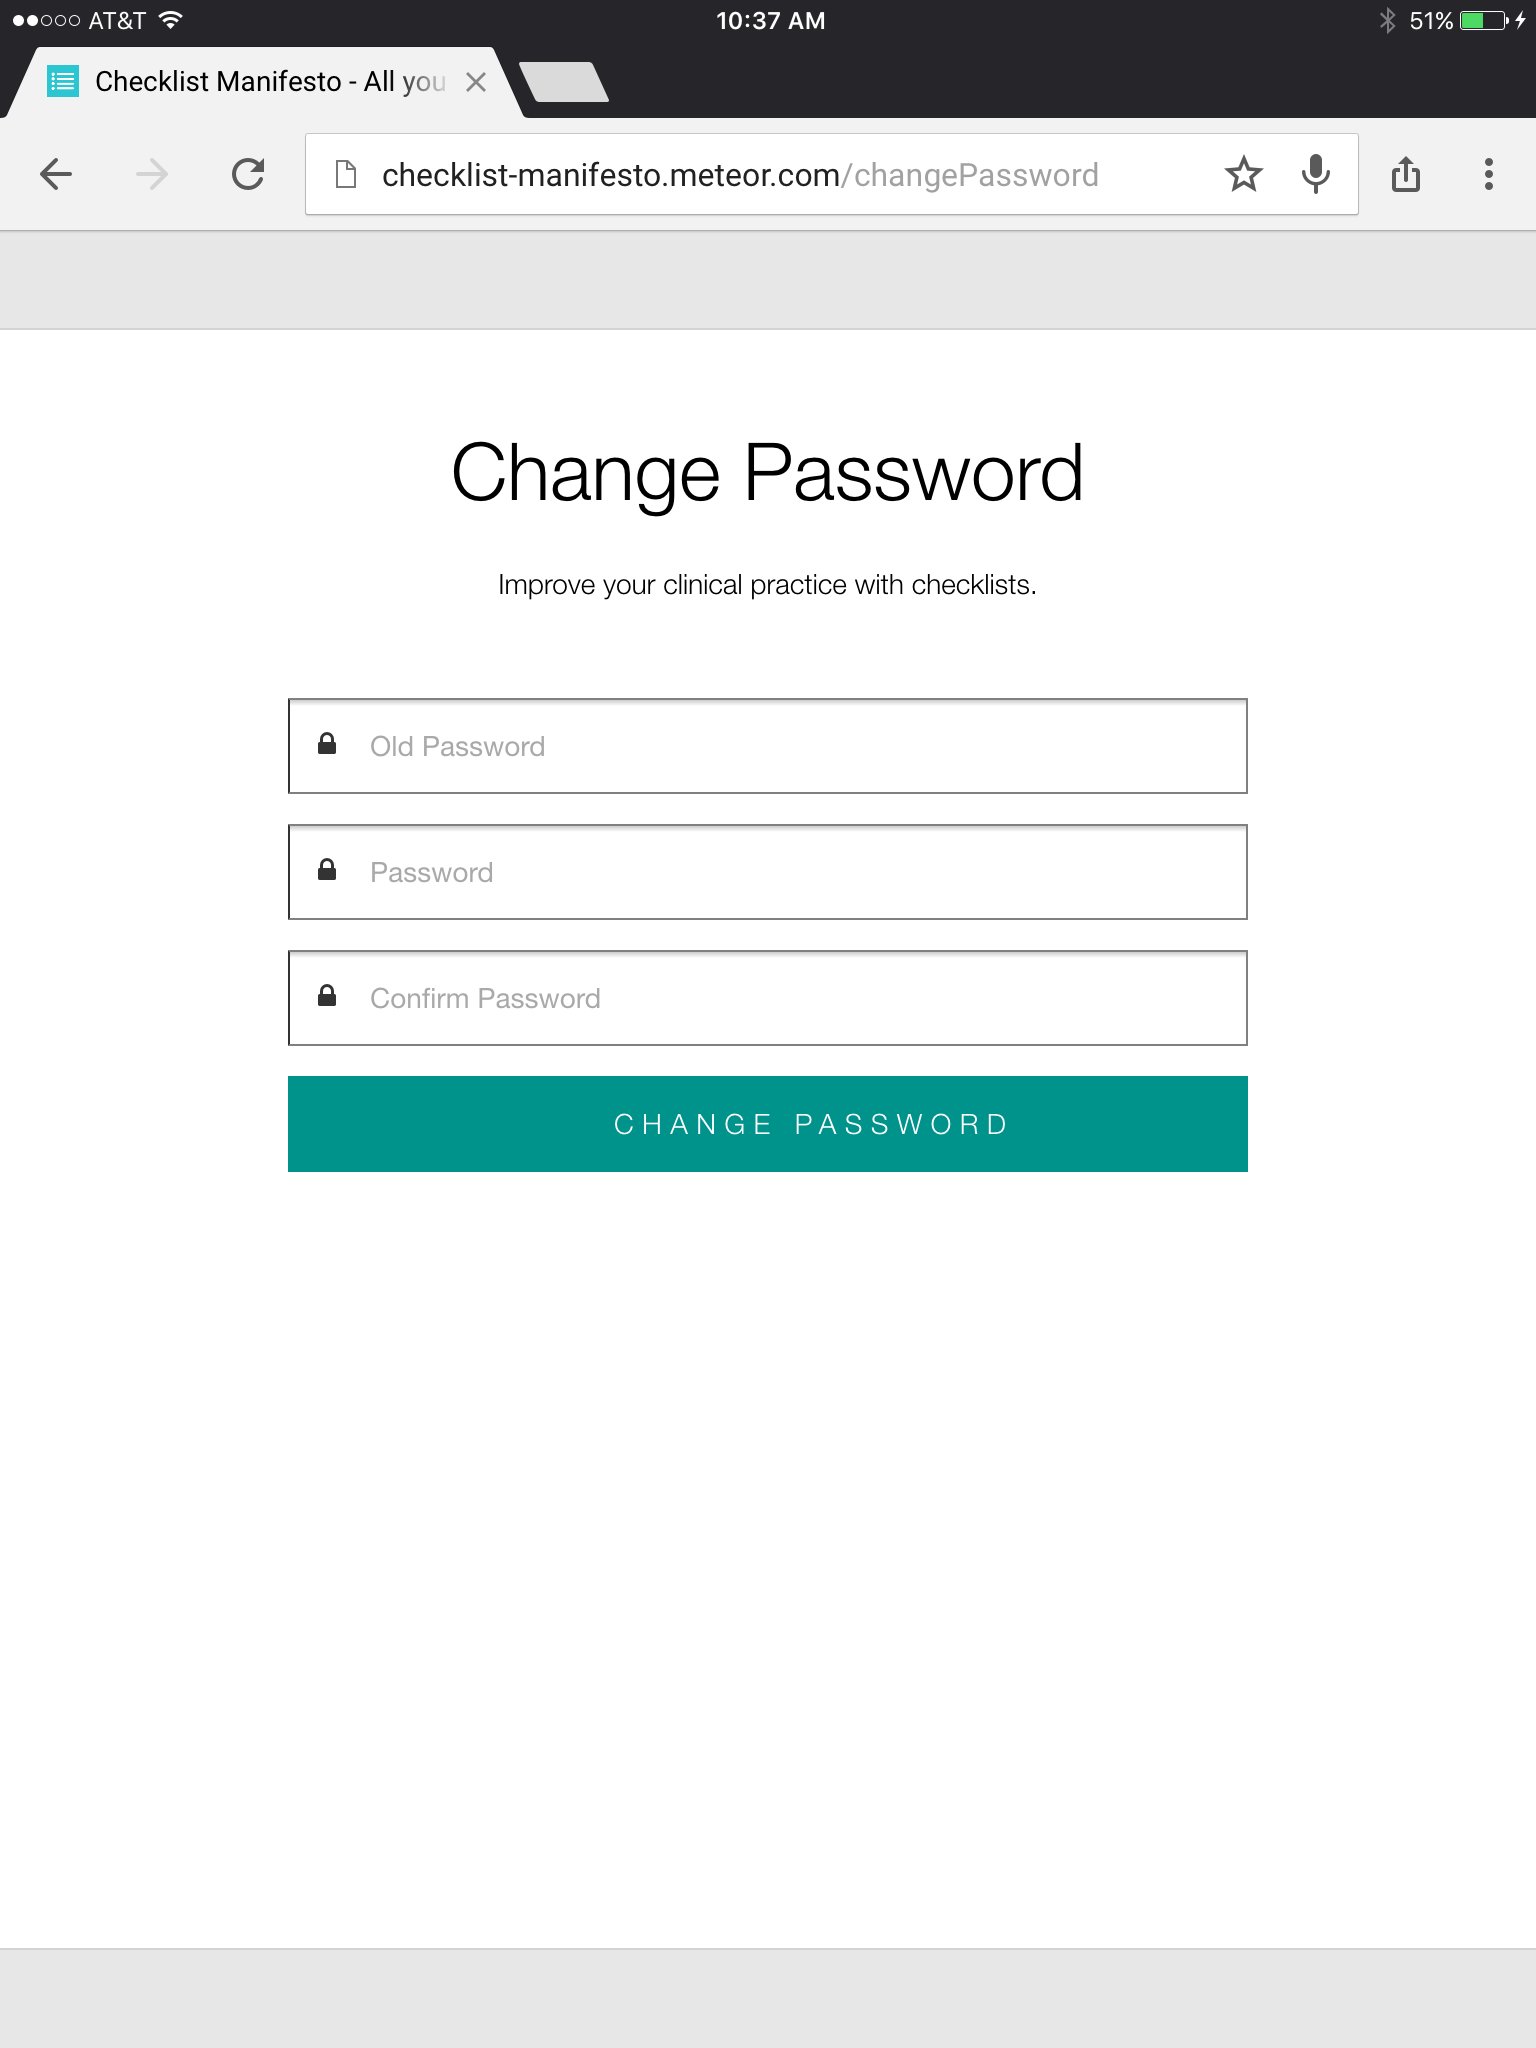 AT&T 10:37 AM 51%
Checklist Manifesto - All you
checklist-manifesto.meteor.com/changePassword
Change Password
Improve your clinical practice with checklists.
Old Password
Password
Confirm Password
CHANGE PASSWORD